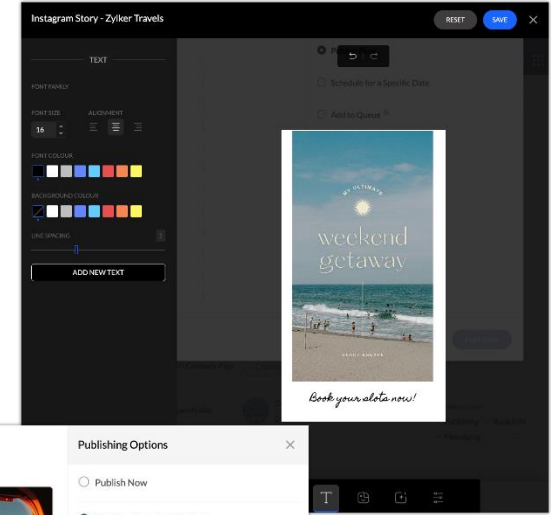 Instagram Story - Zylker Travels
RESET
SAVE
TEXT
FONT FAMILY
FONT SIZE
ALIGNMENT
16
FONT COLOUR
BACKGROUND COLOUR
LINE SPACING
ADD NEW TEXT
Schedule for a Specific Date
Add to Queue
MY ULTIMATE
weekend
getaway
Book your slots now!
Publishing Options
Publish Now
T